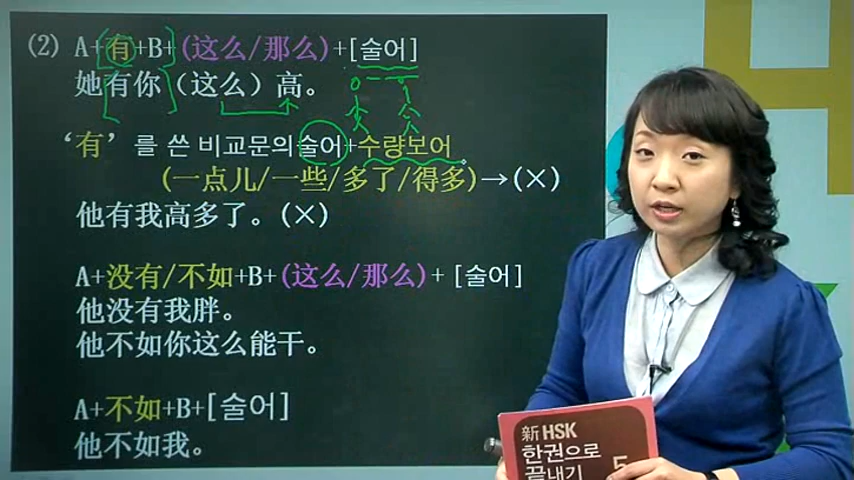 (2) A+有+B+(这么/那么)+[술어]
她有你（这么）高。
‘有’를 쓴 비교문의 술어+수량보어
(一点儿/一些/多了/得多)→(×)
他有我高多了。(×)
A+没有/不如+B+(这么/那么)+ [술어]
他没有我胖。
他不如你这么能干。
A+不如+B+[술어]
他不如我。
新 HSK
한권으로
끝내기 5